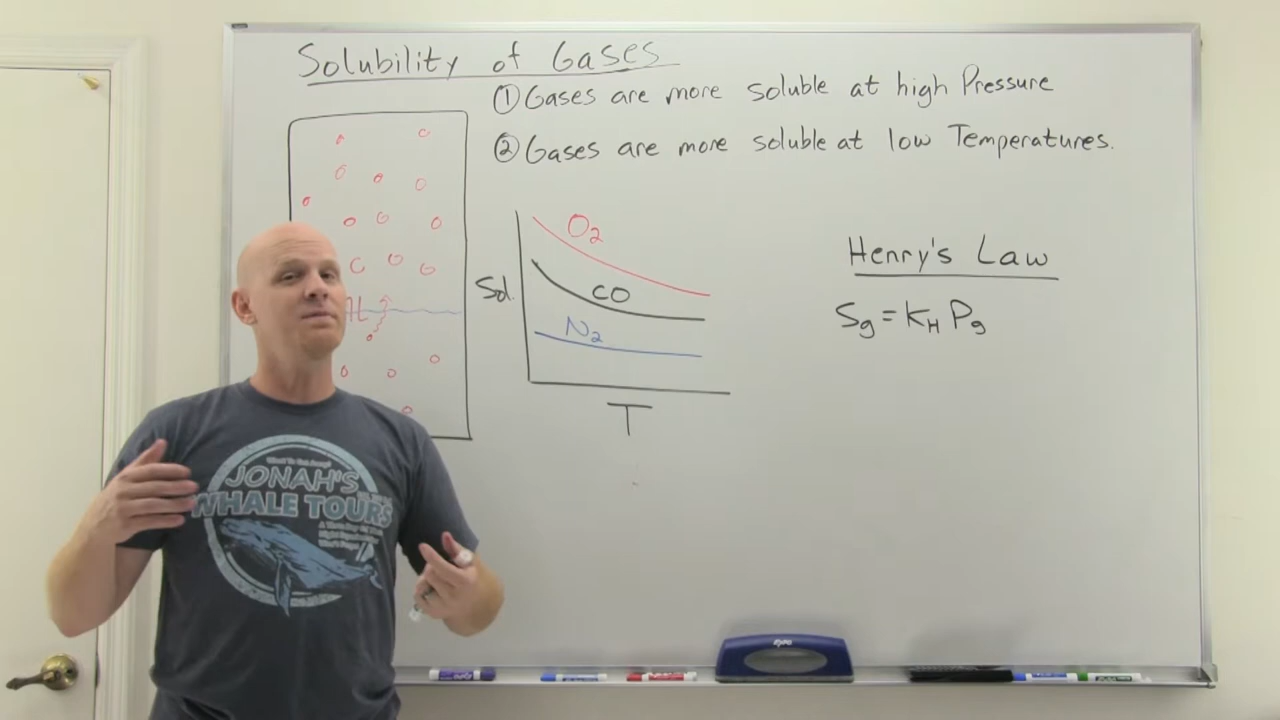 Solubility of Gases
① Gases are more soluble at high Pressure
② Gases are more soluble at low Temperatures.
O₂
CO
N₂
Sol.
T
Henry's Law
Sg = KH Pg
JONAH'S
WHALE TOURS
EXPO